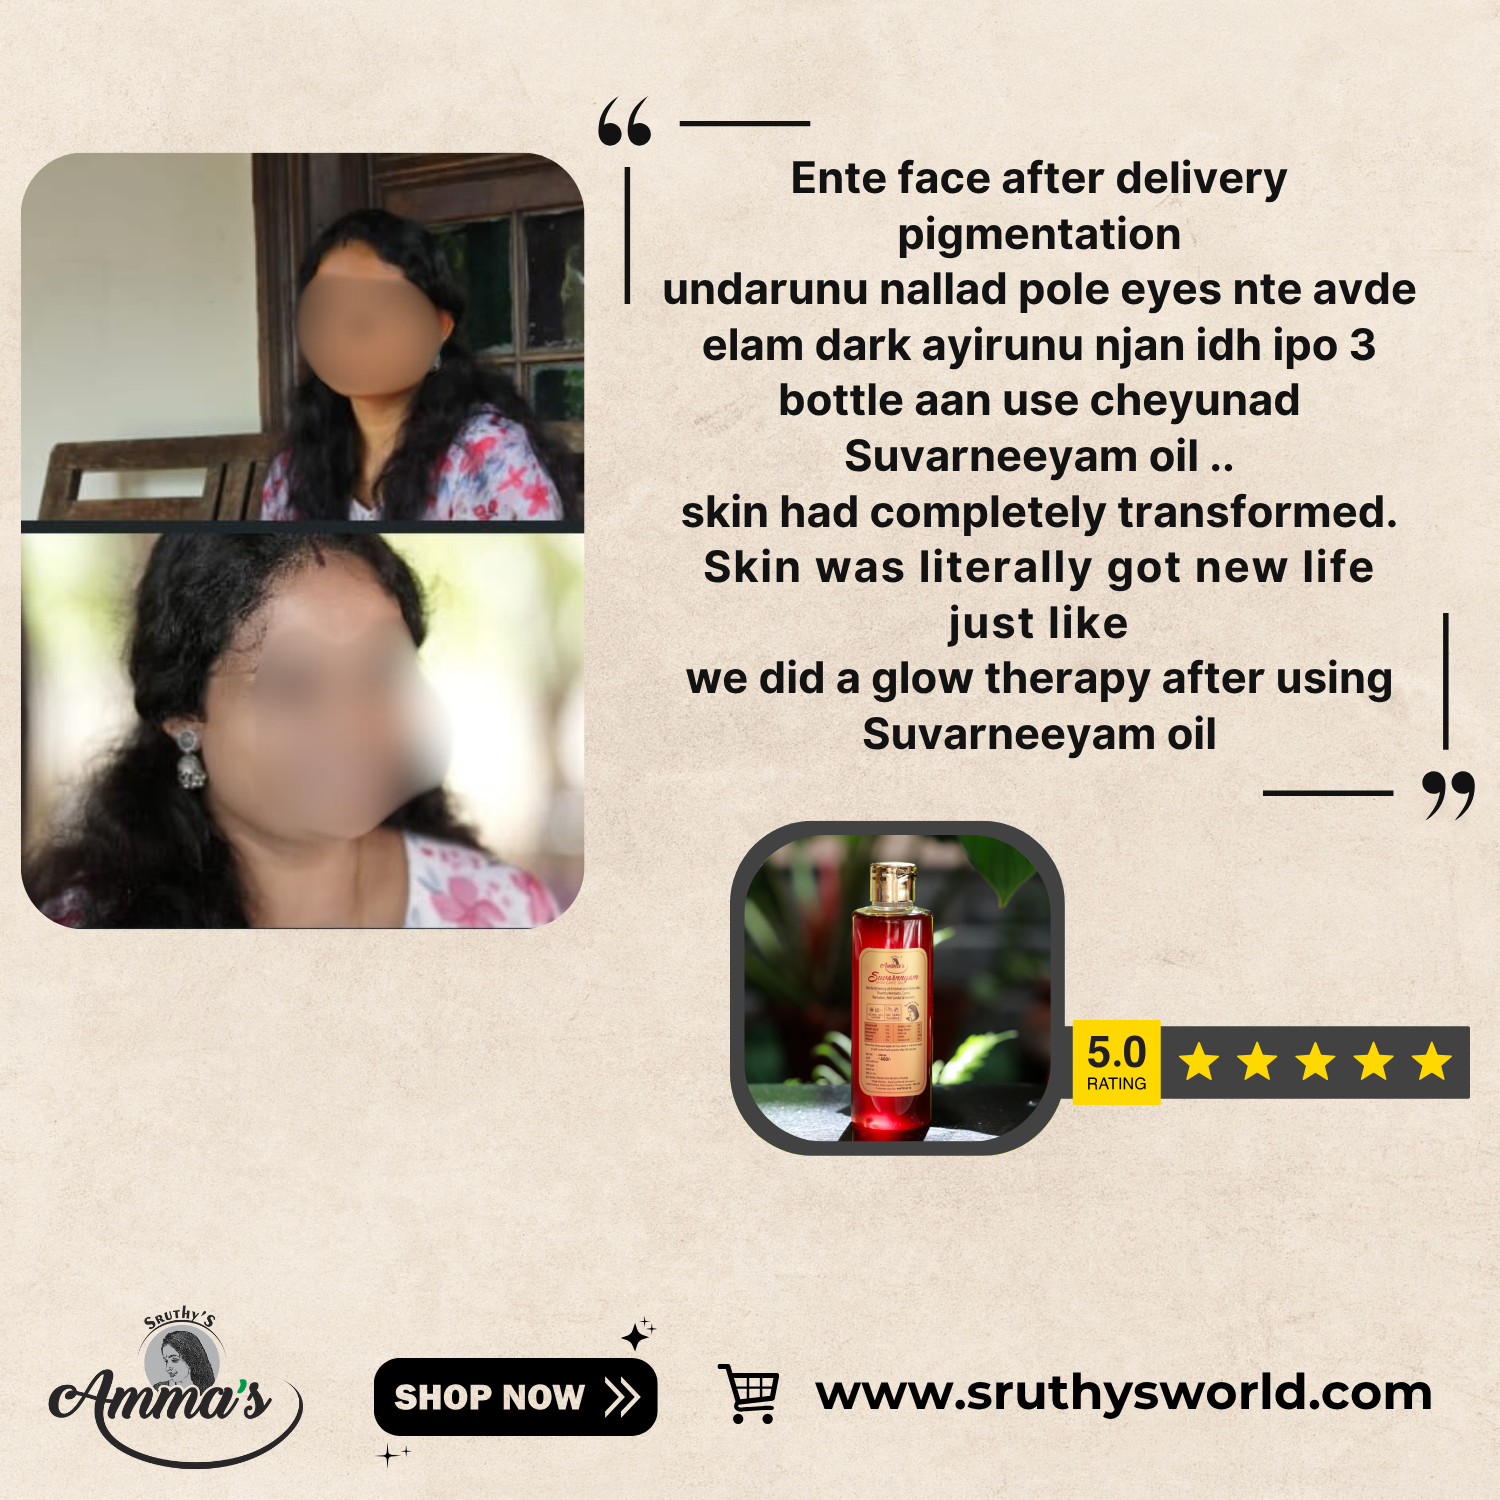 Ente face after delivery
pigmentation
undarunu nallad pole eyes nte avde
elam dark ayirunu njan idh ipo 3
bottle aan use cheyunad
Suvarneeyam oil ..
skin had completely transformed.
Skin was literally got new life
just like
we did a glow therapy after using
Suvarneeyam oil
5.0
RATING
SRUTHY'S
Amma's
SHOP NOW
www.sruthysworld.com